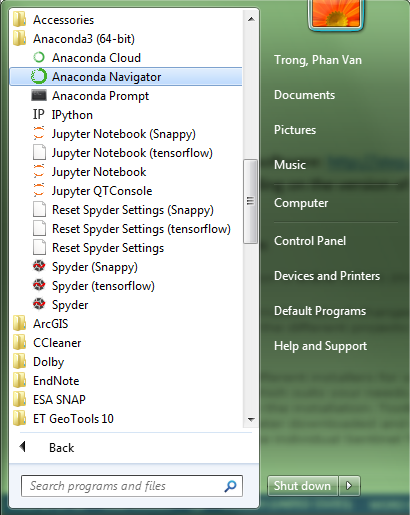 Accessories
Anaconda3 (64-bit)
Anaconda Cloud
Anaconda Navigator
Anaconda Prompt
IP IPython
Jupyter Notebook (Snappy)
Jupyter Notebook (tensorflow)
Jupyter Notebook
Jupyter QTConsole
Reset Spyder Settings (Snappy)
Reset Spyder Settings (tensorflow)
Reset Spyder Settings
Spyder (Snappy)
Spyder (tensorflow)
Spyder
ArcGIS
CCleaner
Dolby
EndNote
ESA SNAP
ET GeoTools 10
Back
Search programs and files
Trong, Phan Van
Documents
Pictures
Music
Computer
Control Panel
Devices and Printers
Default Programs
Help and Support
Shut down